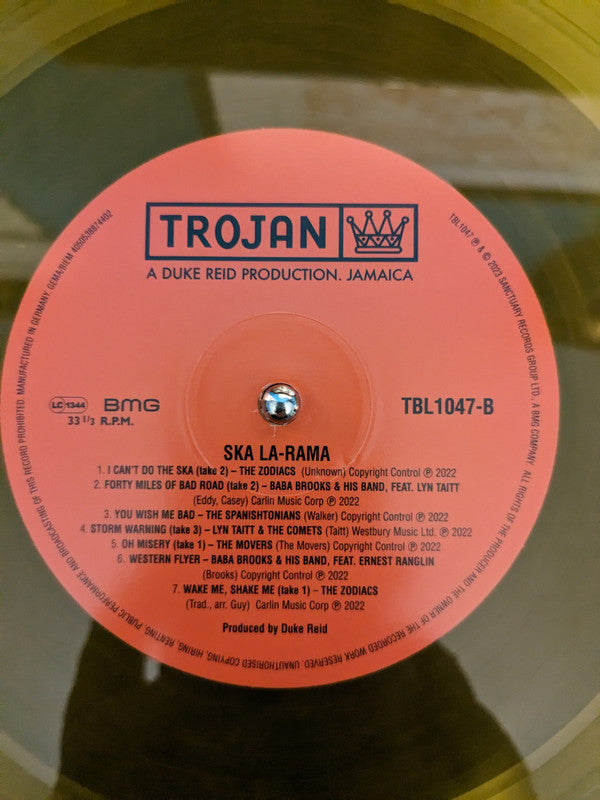 TROJAN
A DUKE REID PRODUCTION. JAMAICA
LC 1344 BMG
33 1/3 R.P.M.
TBL1047-B
SKA LA-RAMA
1. I CAN'T DO THE SKA (take 2) – THE ZODIACS (Unknown) Copyright Control ℗ 2022
2. FORTY MILES OF BAD ROAD (take 2) – BABA BROOKS & HIS BAND, FEAT. LYN TAITT
(Eddy, Casey) Carlin Music Corp ℗ 2022
3. YOU WISH ME BAD – THE SPANISHTONIANS (Walker) Copyright Control ℗ 2022
4. STORM WARNING (take 3) – LYN TAITT & THE COMETS (Taitt) Westbury Music Ltd. ℗ 2022
5. OH MISERY (take 1) – THE MOVERS (The Movers) Copyright Control ℗ 2022
6. WESTERN FLYER – BABA BROOKS & HIS BAND, FEAT. ERNEST RANGLIN
(Brooks) Copyright Control ℗ 2022
7. WAKE ME, SHAKE ME (take 1) – THE ZODIACS
(Trad., arr. Guy) Carlin Music Corp ℗ 2022
Produced by Duke Reid
TBL1047 ℗ & © 2023 SANCTUARY RECORDS GROUP LTD., A BMG COMPANY. ALL RIGHTS OF THE PRODUCER AND THE OWNER OF THE RECORDED WORK RESERVED. UNAUTHORISED COPYING, HIRING, RENTING, PUBLIC PERFORMANCE AND BROADCASTING OF THIS RECORD PROHIBITED. MANUFACTURED IN GERMANY. GEMA/BIEM 4050538874402